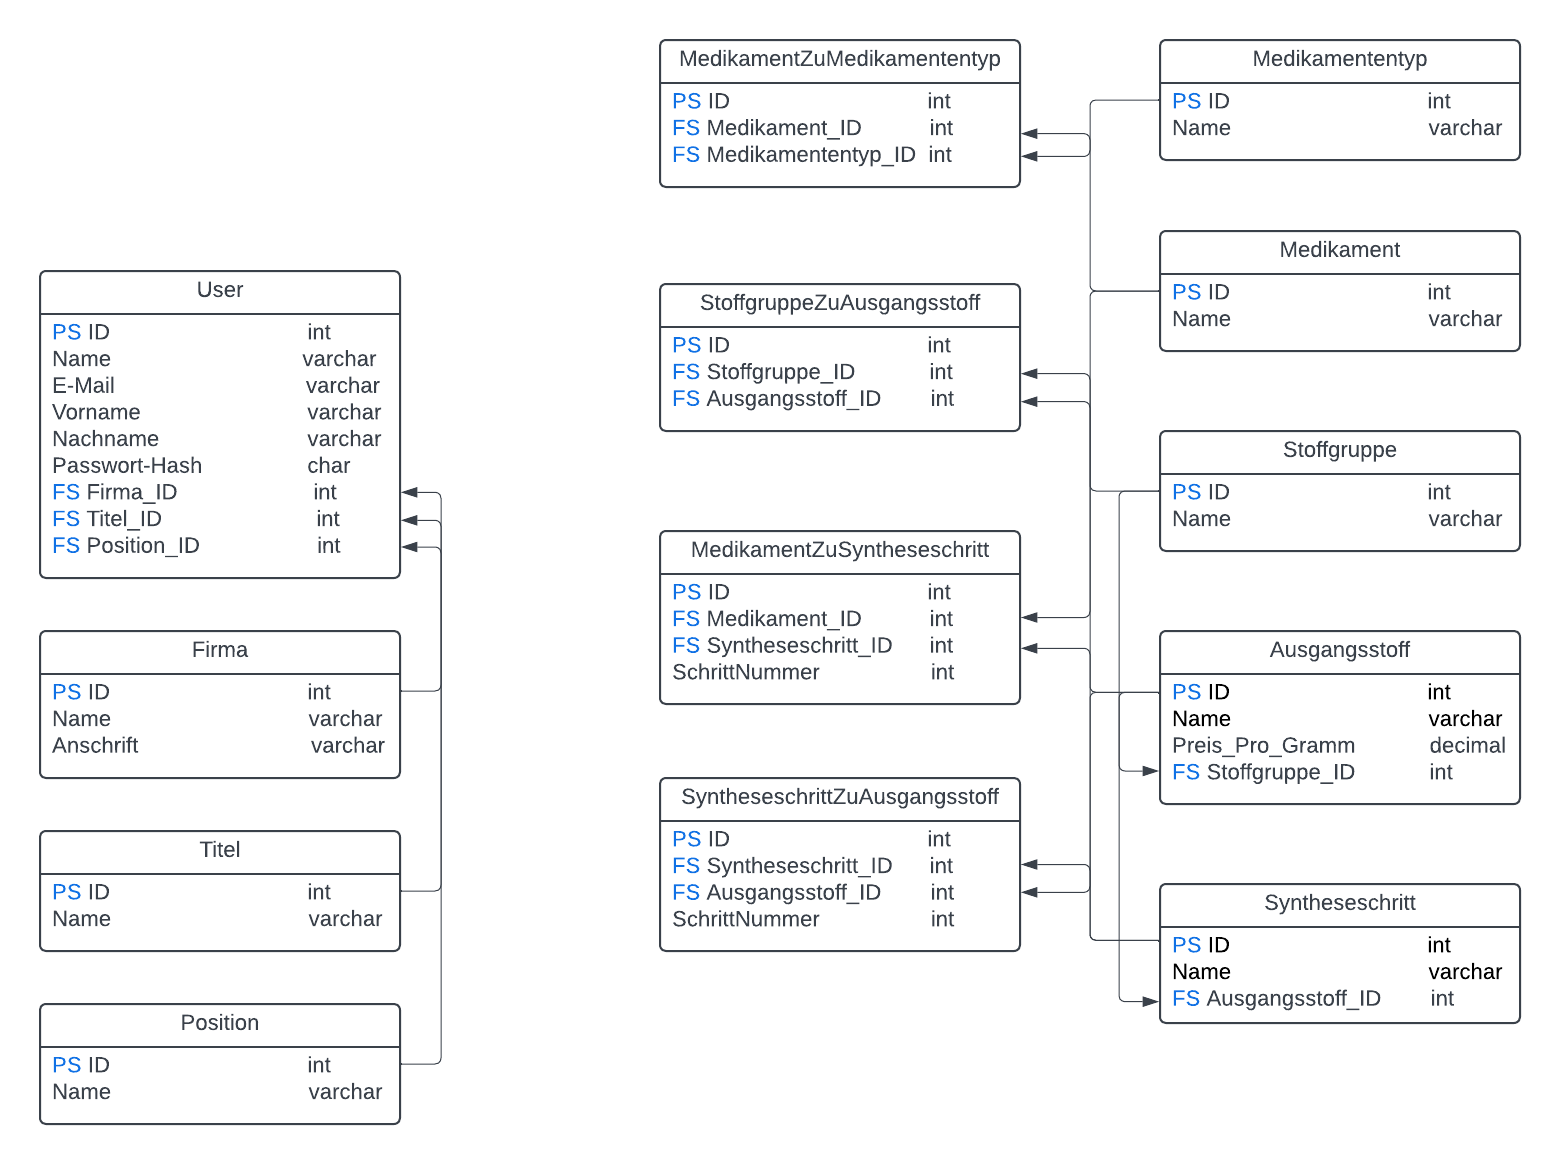 User
PS ID int
Name varchar
E-Mail varchar
Vorname varchar
Nachname varchar
Passwort-Hash char
FS Firma_ID int
FS Titel_ID int
FS Position_ID int
Firma
PS ID int
Name varchar
Anschrift varchar
Titel
PS ID int
Name varchar
Position
PS ID int
Name varchar
MedikamentZuMedikamententyp
PS ID int
FS Medikament_ID int
FS Medikamententyp_ID int
StoffgruppeZuAusgangsstoff
PS ID int
FS Stoffgruppe_ID int
FS Ausgangsstoff_ID int
MedikamentZuSyntheseschritt
PS ID int
FS Medikament_ID int
FS Syntheseschritt_ID int
SchrittNummer int
SyntheseschrittZuAusgangsstoff
PS ID int
FS Syntheseschritt_ID int
FS Ausgangsstoff_ID int
SchrittNummer int
Medikamententyp
PS ID int
Name varchar
Medikament
PS ID int
Name varchar
Stoffgruppe
PS ID int
Name varchar
Ausgangsstoff
PS ID int
Name varchar
Preis_Pro_Gramm decimal
FS Stoffgruppe_ID int
Syntheseschritt
PS ID int
Name varchar
FS Ausgangsstoff_ID int